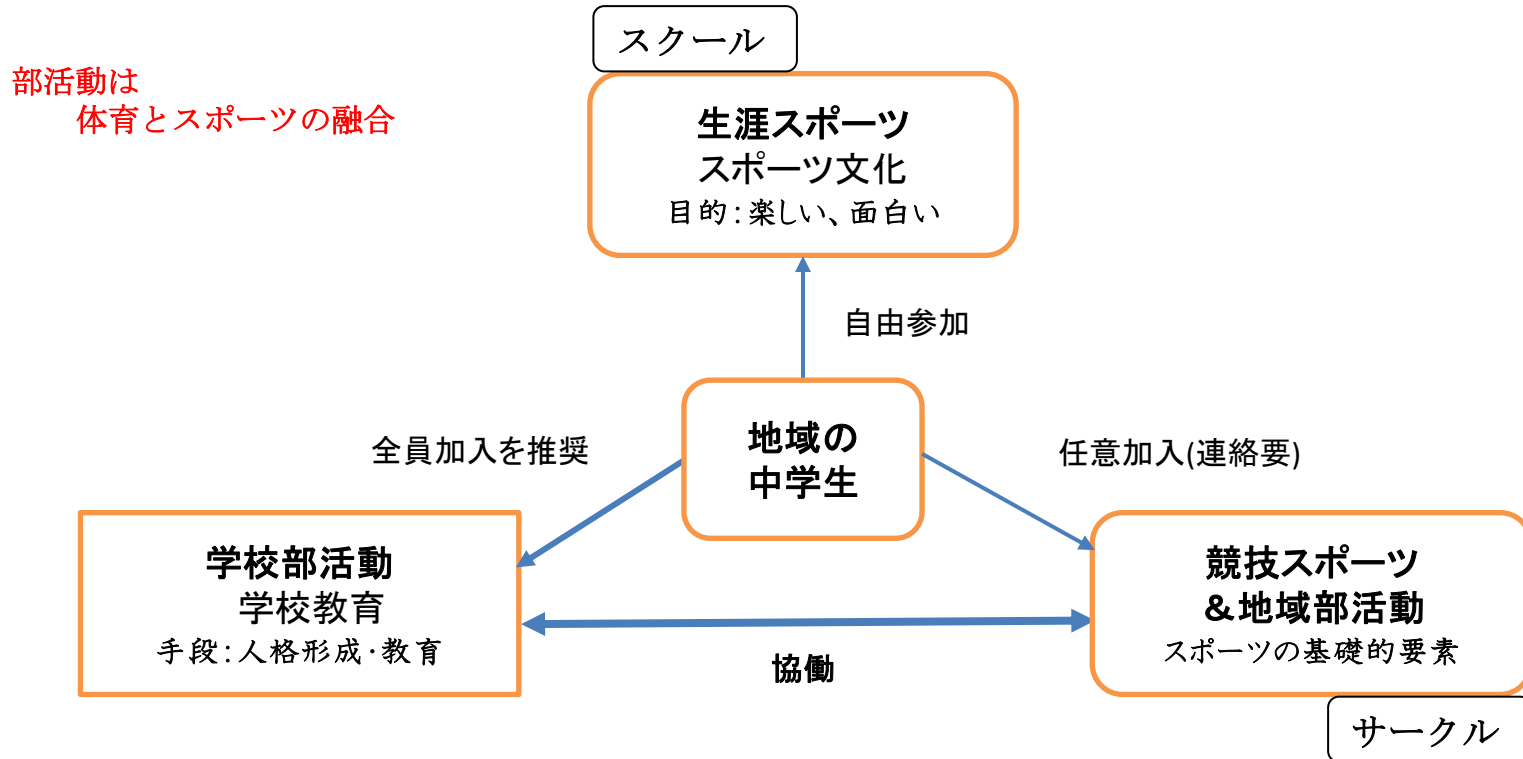 スクール
部活動は
体育とスポーツの融合
生涯スポーツ
スポーツ文化
目的:楽しい、面白い
自由参加
地域の
中学生
全員加入を推奨
任意加入(連絡要)
学校部活動
学校教育
手段:人格形成・教育
競技スポーツ
&地域部活動
スポーツの基礎的要素
協働
サークル